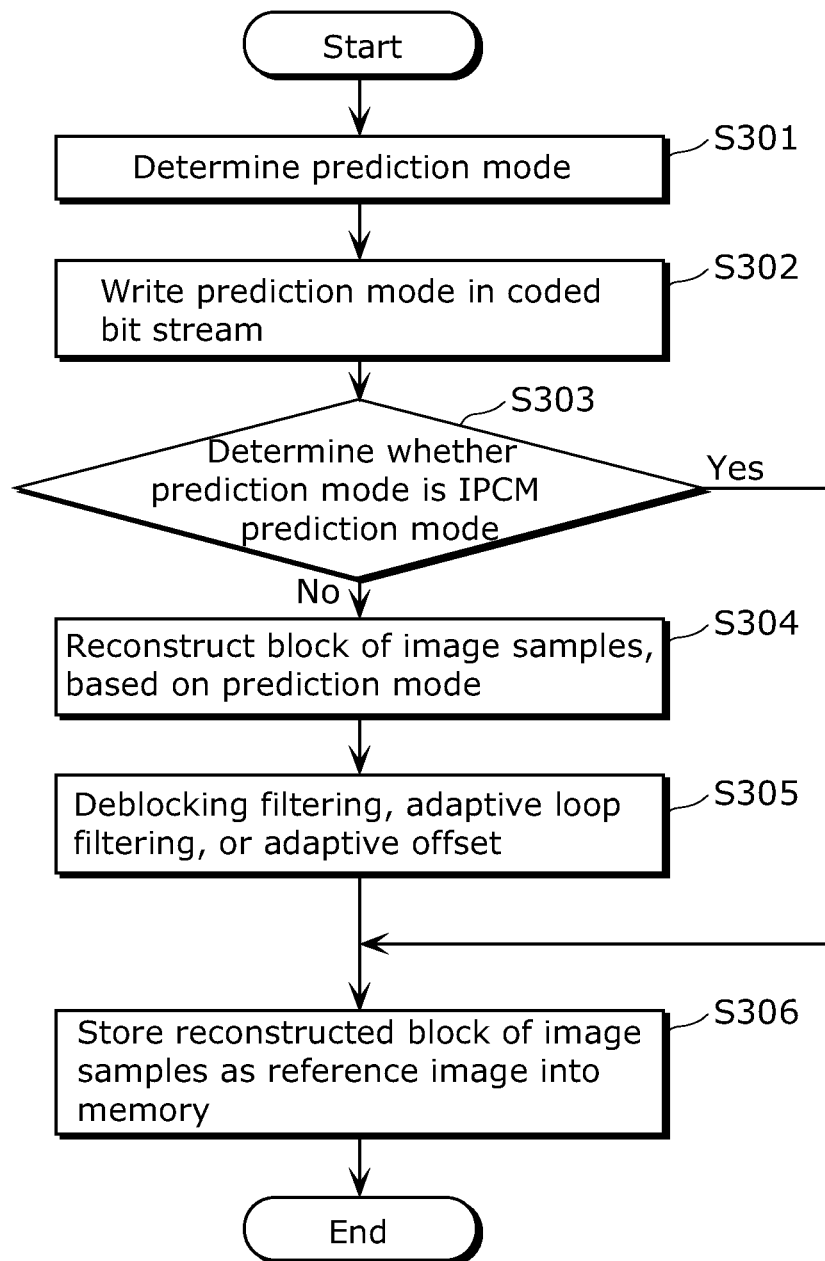 Start
S301
Determine prediction mode
S302
Write prediction mode in coded
bit stream
S303
Determine whether
prediction mode is IPCM
prediction mode
Yes
No
S304
Reconstruct block of image samples,
based on prediction mode
S305
Deblocking filtering, adaptive loop
filtering, or adaptive offset
S306
Store reconstructed block of image
samples as reference image into
memory
End